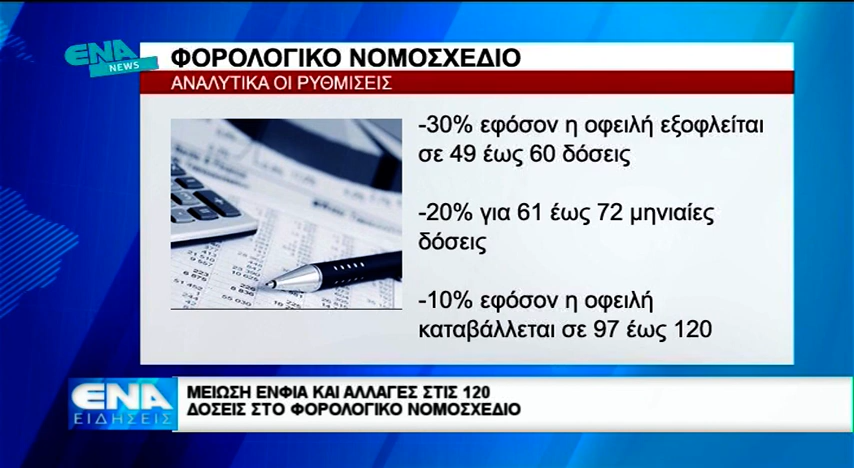 ENA
NEWS
ΦΟΡΟΛΟΓΙΚΟ ΝΟΜΟΣΧΕΔΙΟ
ΑΝΑΛΥΤΙΚΑ ΟΙ ΡΥΘΜΙΣΕΙΣ
-30% εφόσον η οφειλή εξοφλείται
σε 49 έως 60 δόσεις
-20% για 61 έως 72 μηνιαίες
δόσεις
-10% εφόσον η οφειλή
καταβάλλεται σε 97 έως 120
ΕΝΑ
ΕΙΔΗΣΕΙΣ
ΜΕΙΩΣΗ ΕΝΦΙΑ ΚΑΙ ΑΛΛΑΓΕΣ ΣΤΙΣ 120
ΔΟΣΕΙΣ ΣΤΟ ΦΟΡΟΛΟΓΙΚΟ ΝΟΜΟΣΧΕΔΙΟ